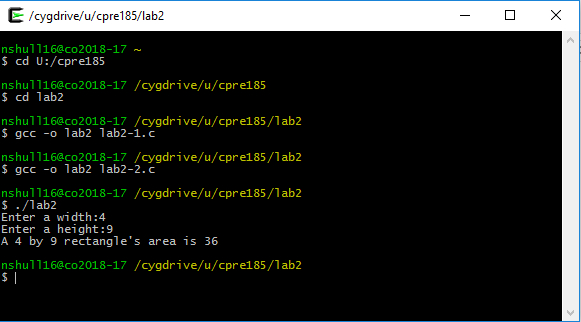 /cygdrive/u/cpre185/lab2
nshull16@co2018-17 ~
$ cd U:/cpre185
nshull16@co2018-17 /cygdrive/u/cpre185
$ cd lab2
nshull16@co2018-17 /cygdrive/u/cpre185/lab2
$ gcc -o lab2 lab2-1.c
nshull16@co2018-17 /cygdrive/u/cpre185/lab2
$ gcc -o lab2 lab2-2.c
nshull16@co2018-17 /cygdrive/u/cpre185/lab2
$ ./lab2
Enter a width:4
Enter a height:9
A 4 by 9 rectangle's area is 36
nshull16@co2018-17 /cygdrive/u/cpre185/lab2
$